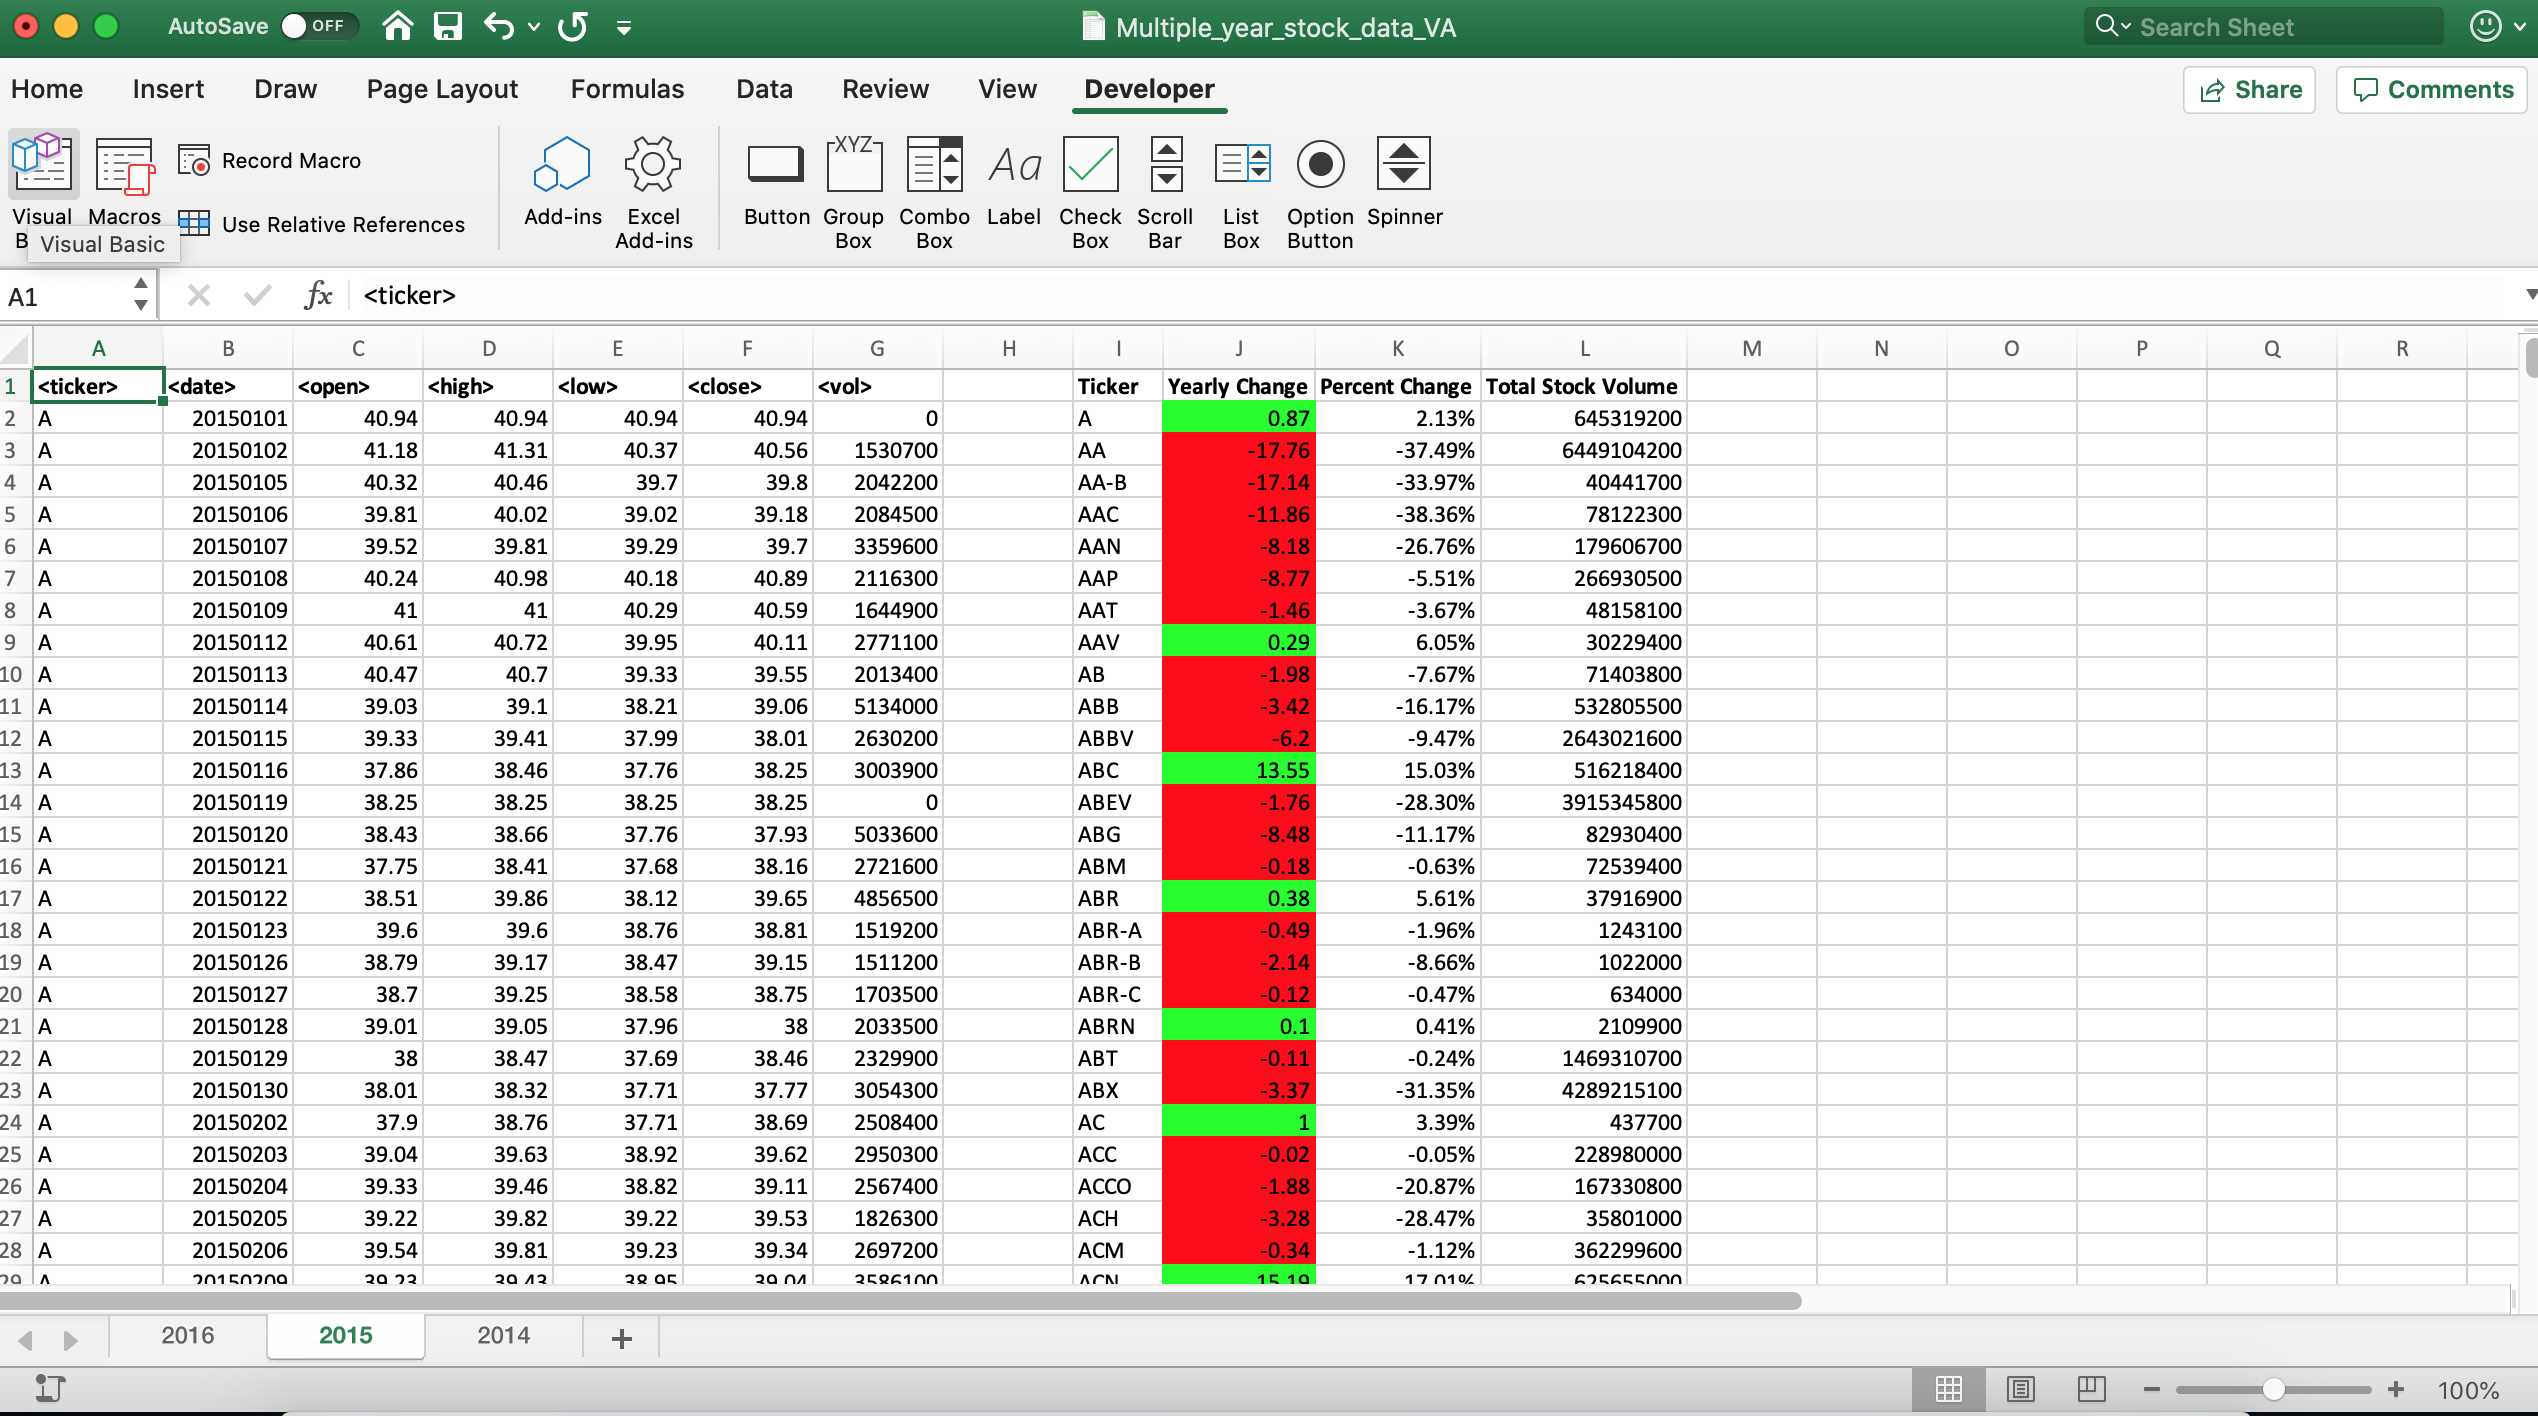 AutoSave OFF Multiple_year_stock_data_VA Search Sheet
Home Insert Draw Page Layout Formulas Data Review View Developer Share Comments
Visual Macros Record Macro Use Relative References Add-ins Excel Add-ins Button Group Box Combo Box Label Check Box Scroll Bar List Box Option Button Spinner
Visual Basic
A1 fx <ticker>
A B C D E F G H I J K L M N O P Q R
1 <ticker> <date> <open> <high> <low> <close> <vol> Ticker Yearly Change Percent Change Total Stock Volume
2 A 20150101 40.94 40.94 40.94 40.94 0 A 0.87 2.13% 645319200
3 A 20150102 41.18 41.31 40.37 40.56 1530700 AA -17.76 -37.49% 6449104200
4 A 20150105 40.32 40.46 39.7 39.8 2042200 AA-B -17.14 -33.97% 40441700
5 A 20150106 39.81 40.02 39.02 39.18 2084500 AAC -11.86 -38.36% 78122300
6 A 20150107 39.52 39.81 39.29 39.7 3359600 AAN -8.18 -26.76% 179606700
7 A 20150108 40.24 40.98 40.18 40.89 2116300 AAP -8.77 -5.51% 266930500
8 A 20150109 41 41 40.29 40.59 1644900 AAT -1.46 -3.67% 48158100
9 A 20150112 40.61 40.72 39.95 40.11 2771100 AAV 0.29 6.05% 30229400
10 A 20150113 40.47 40.7 39.33 39.55 2013400 AB -1.98 -7.67% 71403800
11 A 20150114 39.03 39.1 38.21 39.06 5134000 ABB -3.42 -16.17% 532805500
12 A 20150115 39.33 39.41 37.99 38.01 2630200 ABBV -6.2 -9.47% 2643021600
13 A 20150116 37.86 38.46 37.76 38.25 3003900 ABC 13.55 15.03% 516218400
14 A 20150119 38.25 38.25 38.25 38.25 0 ABEV -1.76 -28.30% 3915345800
15 A 20150120 38.43 38.66 37.76 37.93 5033600 ABG -8.48 -11.17% 82930400
16 A 20150121 37.75 38.41 37.68 38.16 2721600 ABM -0.18 -0.63% 72539400
17 A 20150122 38.51 39.86 38.12 39.65 4856500 ABR 0.38 5.61% 37916900
18 A 20150123 39.6 39.6 38.76 38.81 1519200 ABR-A -0.49 -1.96% 1243100
19 A 20150126 38.79 39.17 38.47 39.15 1511200 ABR-B -2.14 -8.66% 1022000
20 A 20150127 38.7 39.25 38.58 38.75 1703500 ABR-C -0.12 -0.47% 634000
21 A 20150128 39.01 39.05 37.96 38 2033500 ABRN 0.1 0.41% 2109900
22 A 20150129 38 38.47 37.69 38.46 2329900 ABT -0.11 -0.24% 1469310700
23 A 20150130 38.01 38.32 37.71 37.77 3054300 ABX -3.37 -31.35% 4289215100
24 A 20150202 37.9 38.76 37.71 38.69 2508400 AC 1 3.39% 437700
25 A 20150203 39.04 39.63 38.92 39.62 2950300 ACC -0.02 -0.05% 228980000
26 A 20150204 39.33 39.46 38.82 39.11 2567400 ACCO -1.88 -20.87% 167330800
27 A 20150205 39.22 39.82 39.22 39.53 1826300 ACH -3.28 -28.47% 35801000
28 A 20150206 39.54 39.81 39.23 39.34 2697200 ACM -0.34 -1.12% 362299600
29 A 20150209 39.23 39.43 38.95 39.04 3586100 ACN 15.19 17.01% 625655000
2016 2015 2014 +
100%